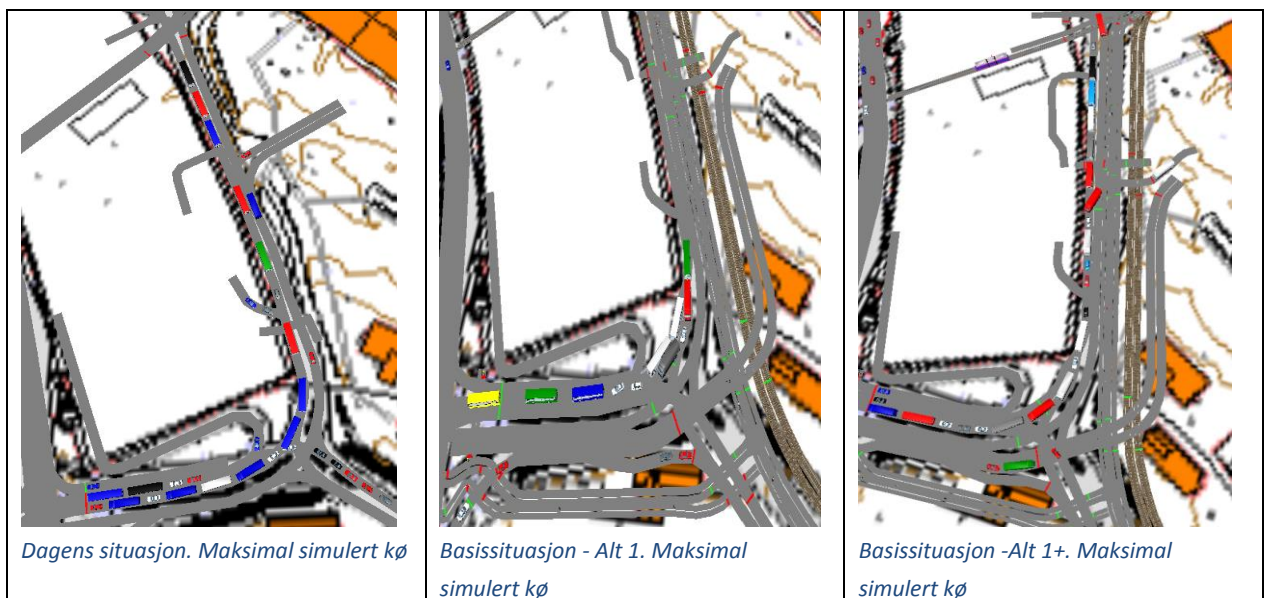 Dagens situasjon. Maksimal simulert kø
Basissituasjon - Alt 1. Maksimal
simulert kø
Basissituasjon -Alt 1+. Maksimal
simulert kø